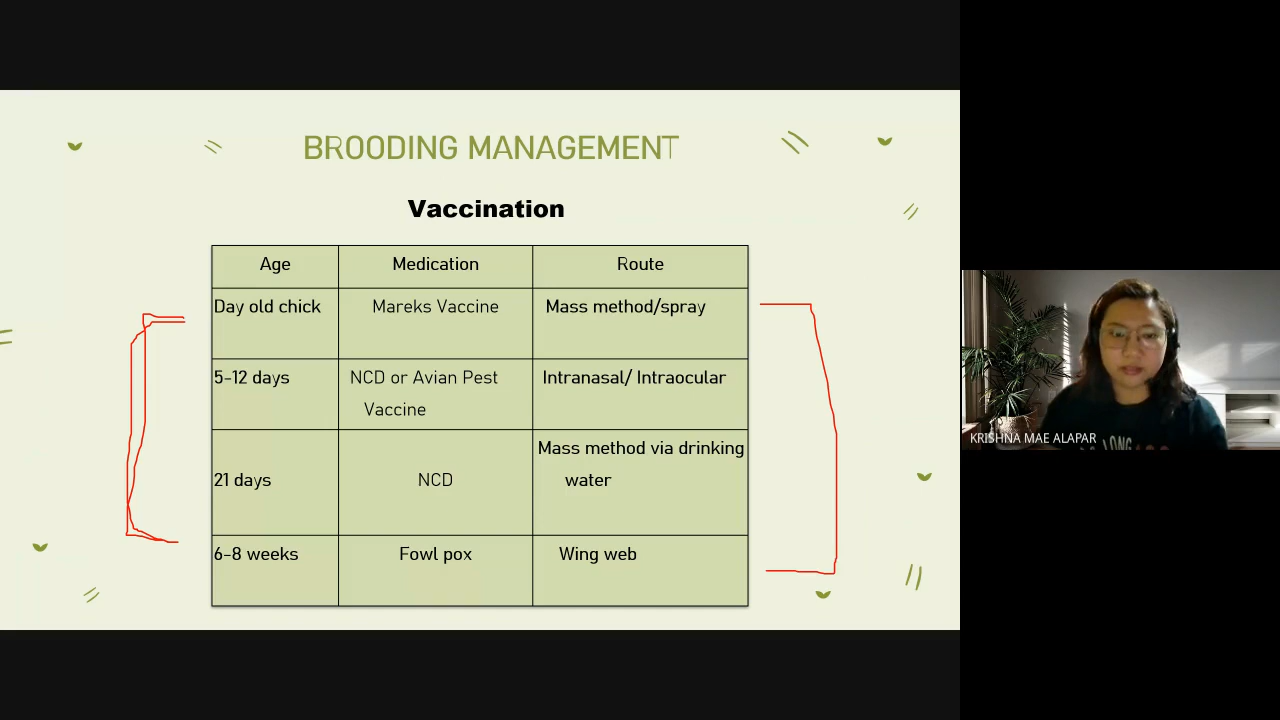 BROODING MANAGEMENT
Vaccination
Age Medication Route
Day old chick Mareks Vaccine Mass method/spray
5-12 days NCD or Avian Pest Intranasal/ Intraocular
Vaccine
Mass method via drinking
21 days NCD water
6-8 weeks Fowl pox Wing web
KRISHNA MAE ALAPAR
LONG